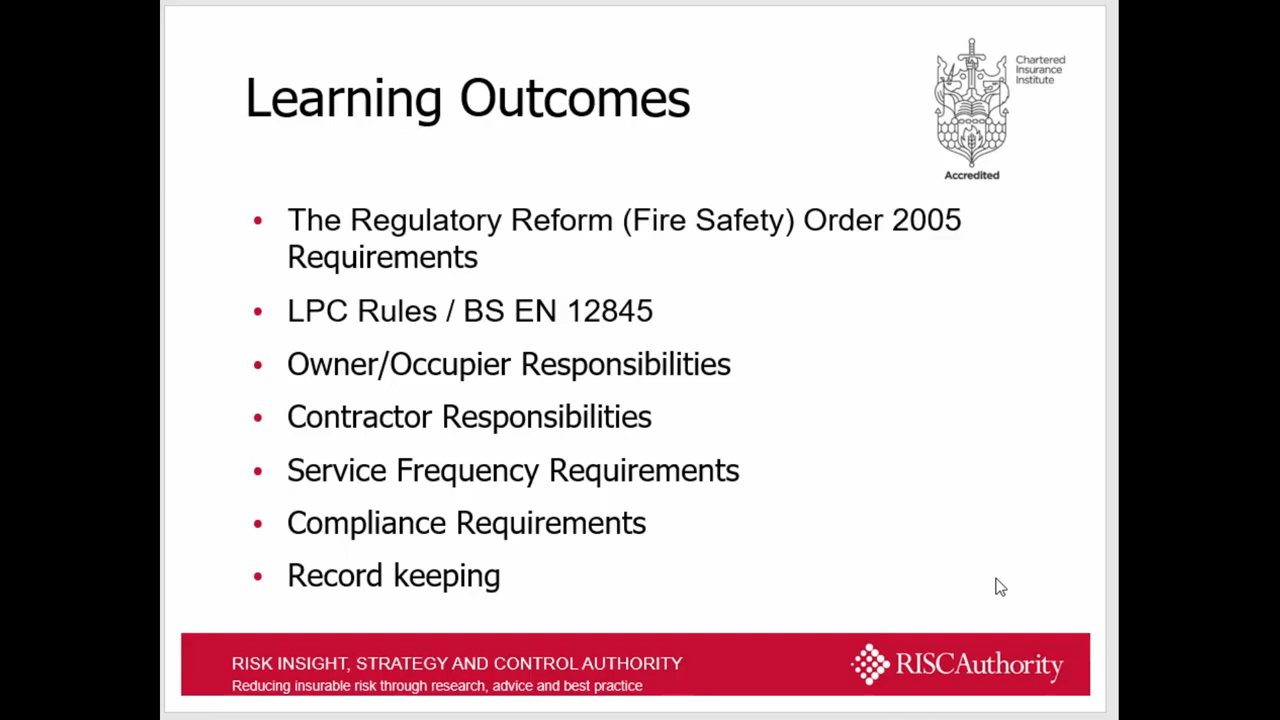 Learning Outcomes
Chartered
Insurance
Institute
Accredited
• The Regulatory Reform (Fire Safety) Order 2005
Requirements
• LPC Rules / BS EN 12845
• Owner/Occupier Responsibilities
• Contractor Responsibilities
• Service Frequency Requirements
• Compliance Requirements
• Record keeping
RISK INSIGHT, STRATEGY AND CONTROL AUTHORITY
Reducing insurable risk through research, advice and best practice
RISCAuthority